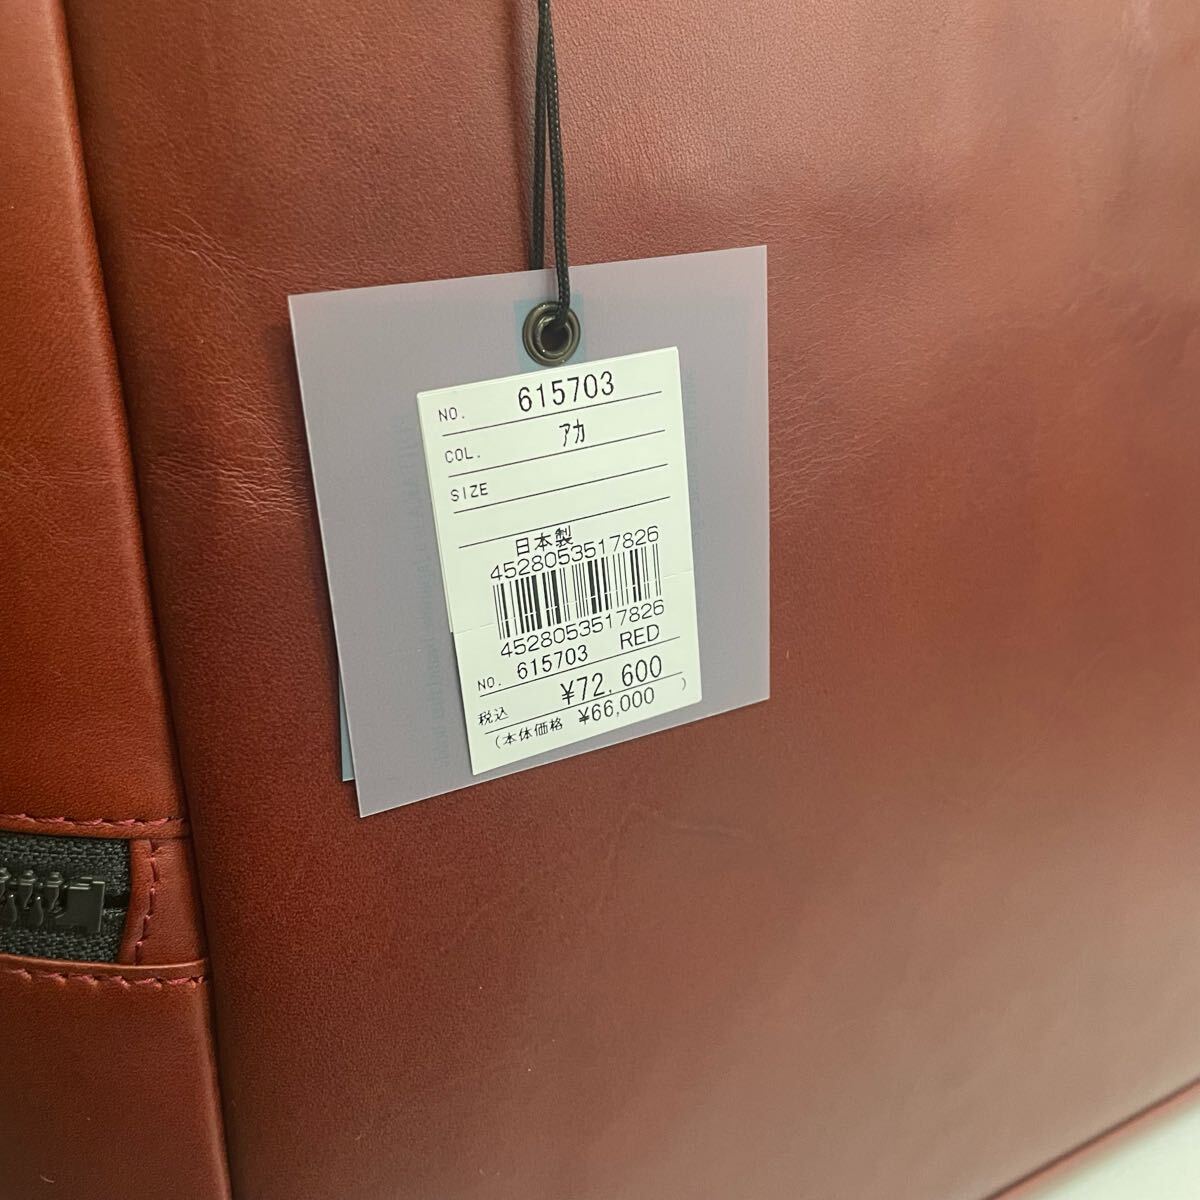 NO. 615703
COL. アカ
SIZE
日本製
4528053517826
4528053517826
NO. 615703 RED
税込 ¥72,600
(本体価格 ¥66,000 )